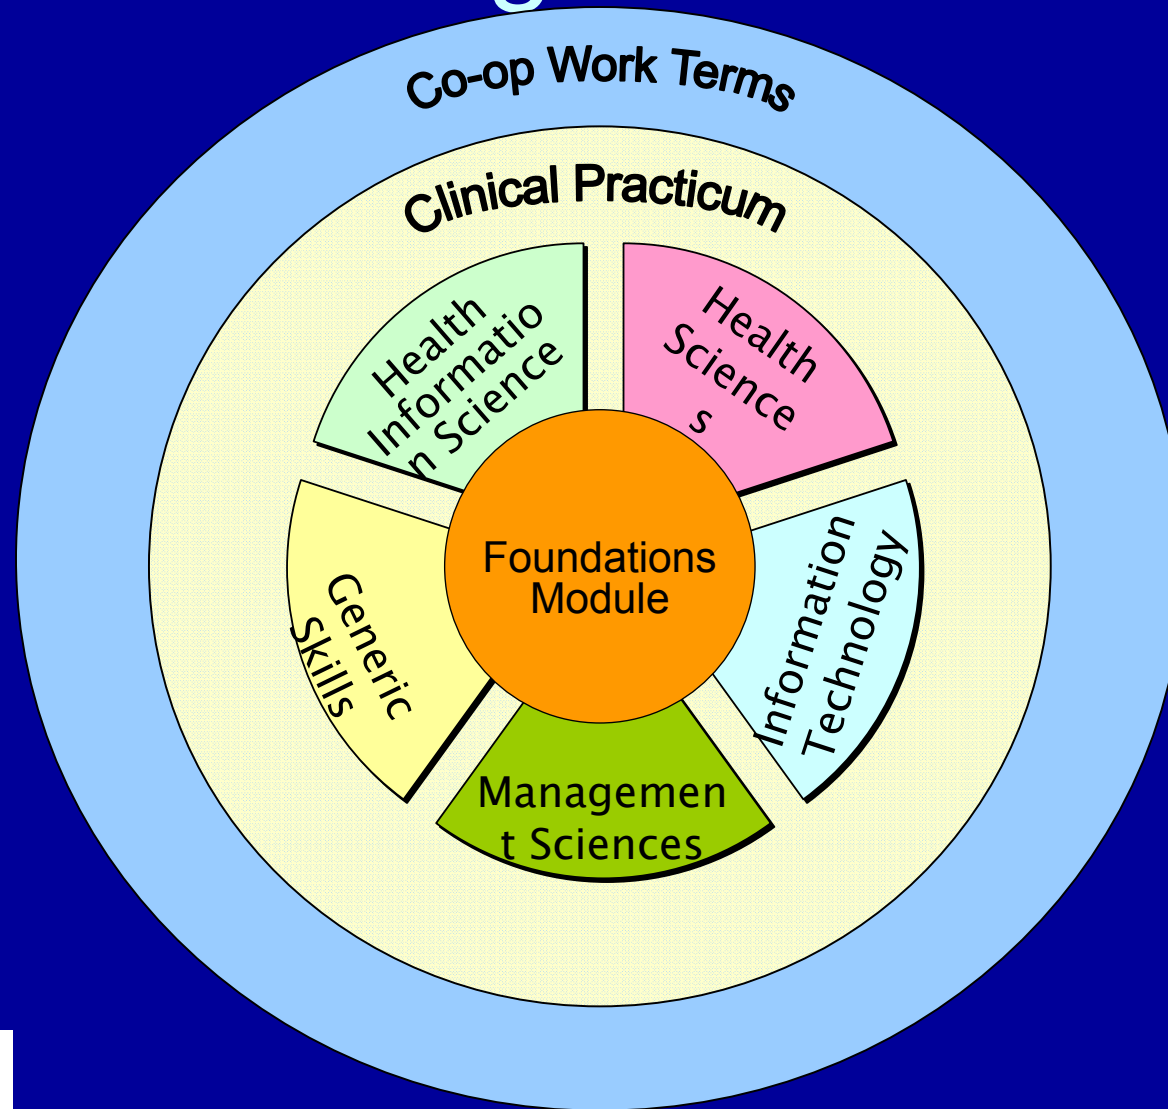 g
Co-op Work Terms
Clinical Practicum
Health
Informatio
n Science
Health
Science
s
Foundations
Module
Information
Technology
Generic
Skills
Managemen
t Sciences